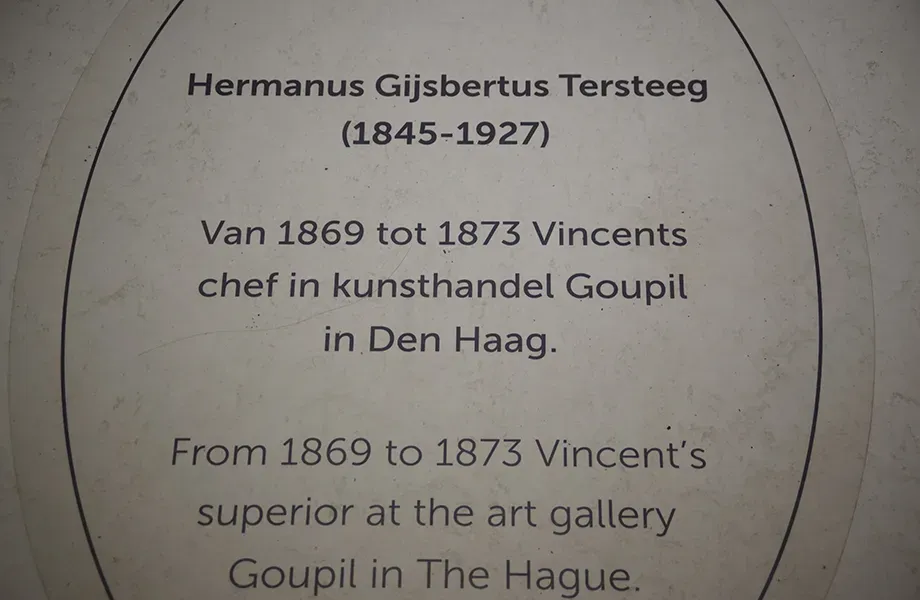 Hermanus Gijsbertus Tersteeg
(1845-1927)
Van 1869 tot 1873 Vincents
chef in kunsthandel Goupil
in Den Haag.
From 1869 to 1873 Vincent's
superior at the art gallery
Goupil in The Hague.